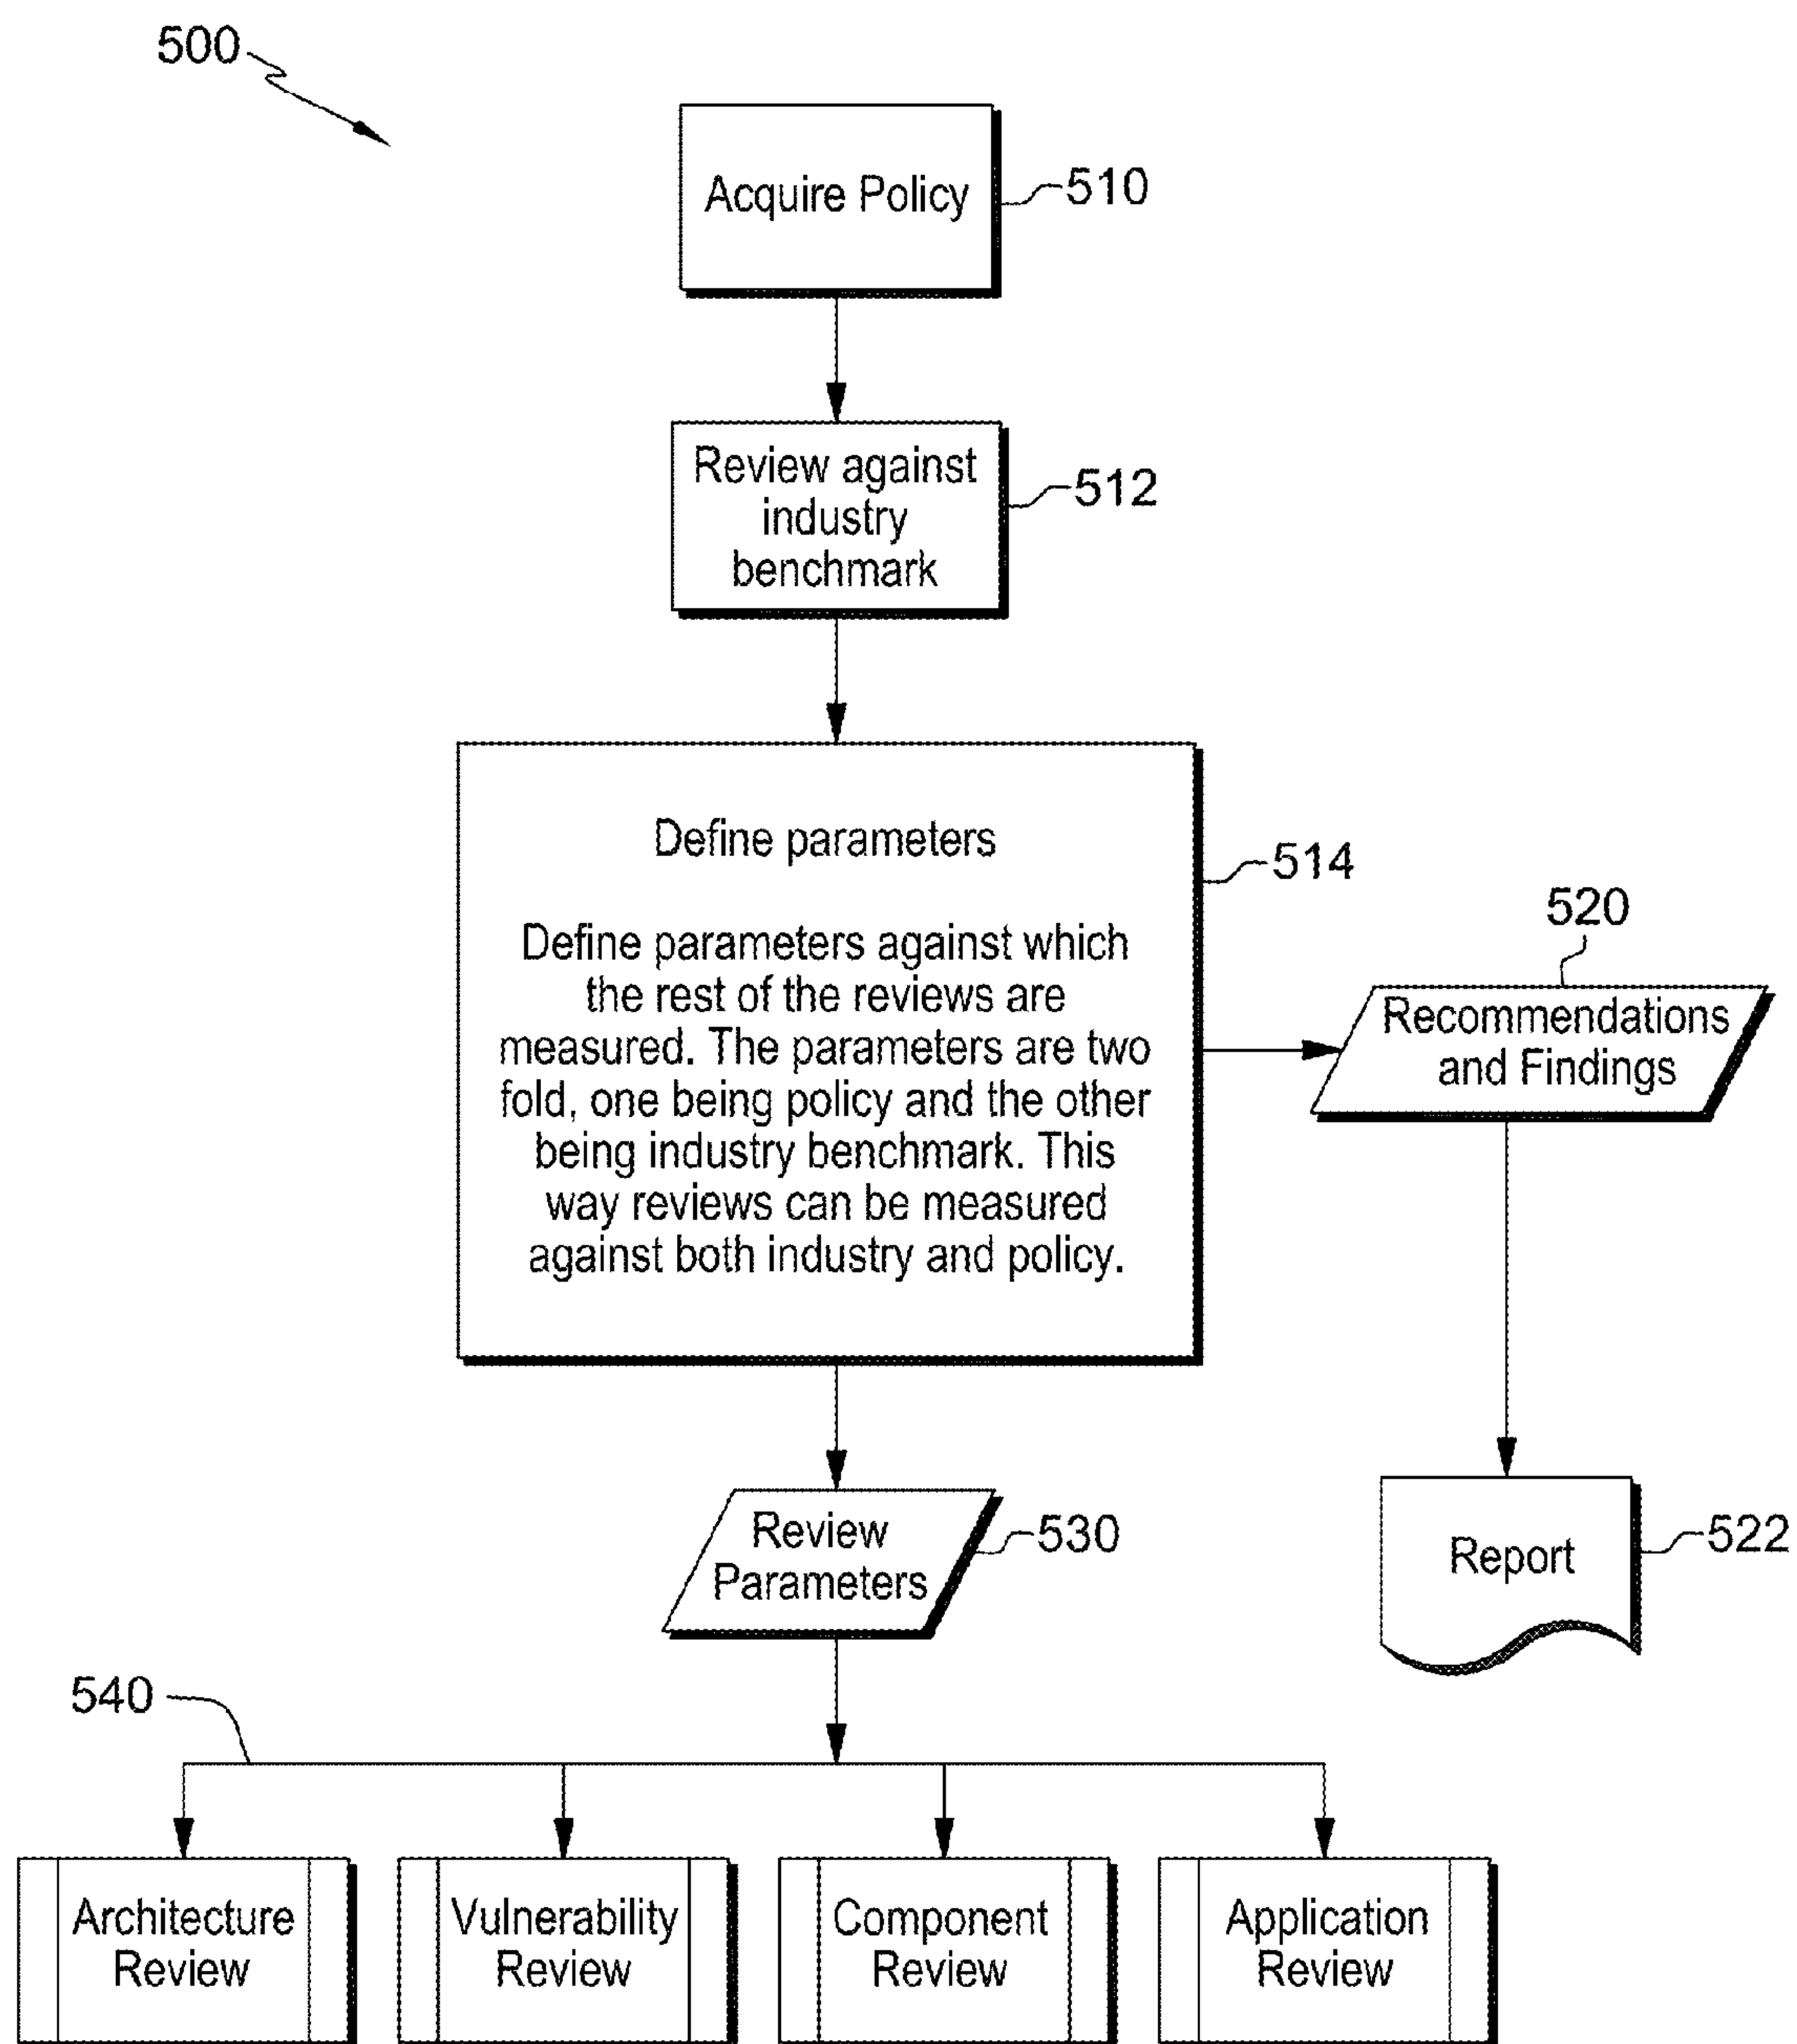 500
Acquire Policy
510
Review against
industry
benchmark
512
Define parameters
Define parameters against which
the rest of the reviews are
measured. The parameters are two
fold, one being policy and the other
being industry benchmark. This
way reviews can be measured
against both industry and policy.
514
520
Recommendations
and Findings
Review
Parameters
530
Report
522
540
Architecture
Review
Vulnerability
Review
Component
Review
Application
Review